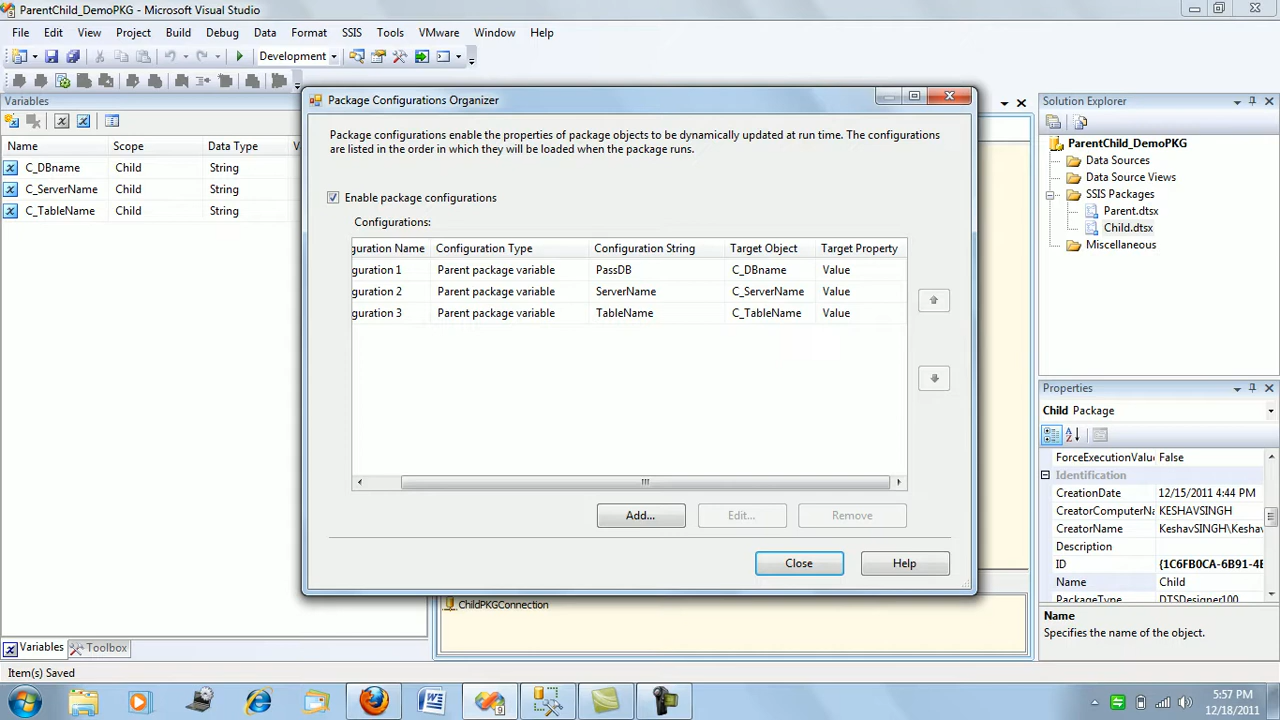 ParentChild_DemoPKG - Microsoft Visual Studio
File Edit View Project Build Debug Data Format SSIS Tools VMware Window Help
Development
Variables
Name Scope Data Type V
C_DBname Child String
C_ServerName Child String
C_TableName Child String
Variables Toolbox
Item(s) Saved
Package Configurations Organizer
Package configurations enable the properties of package objects to be dynamically updated at run time. The configurations
are in the order in which they will be loaded when the package runs.
Enable package configurations
Configurations:
guration Name Configuration Type Configuration String Target Object Target Property
guration 1 Parent package variable PassDB C_DBname Value
guration 2 Parent package variable ServerName C_ServerName Value
guration 3 Parent package variable TableName C_TableName Value
Add... Edit... Remove
Close Help
ChildPKGConnection
Solution Explorer
ParentChild_DemoPKG
Data Sources
Data Source Views
SSIS Packages
Parent.dtsx
Child.dtsx
Miscellaneous
Properties
Child Package
ForceExecutionValu False
Identification
CreationDate 12/15/2011 4:44 PM
CreatorComputerNa KESHAVSINGH
CreatorName KeshavSINGH\Keshav
Description
ID {1C6FB0CA-6B91-4E
Name Child
PackageType DTSDesigner100
Name
Specifies the name of the object.
5:57 PM
12/18/2011